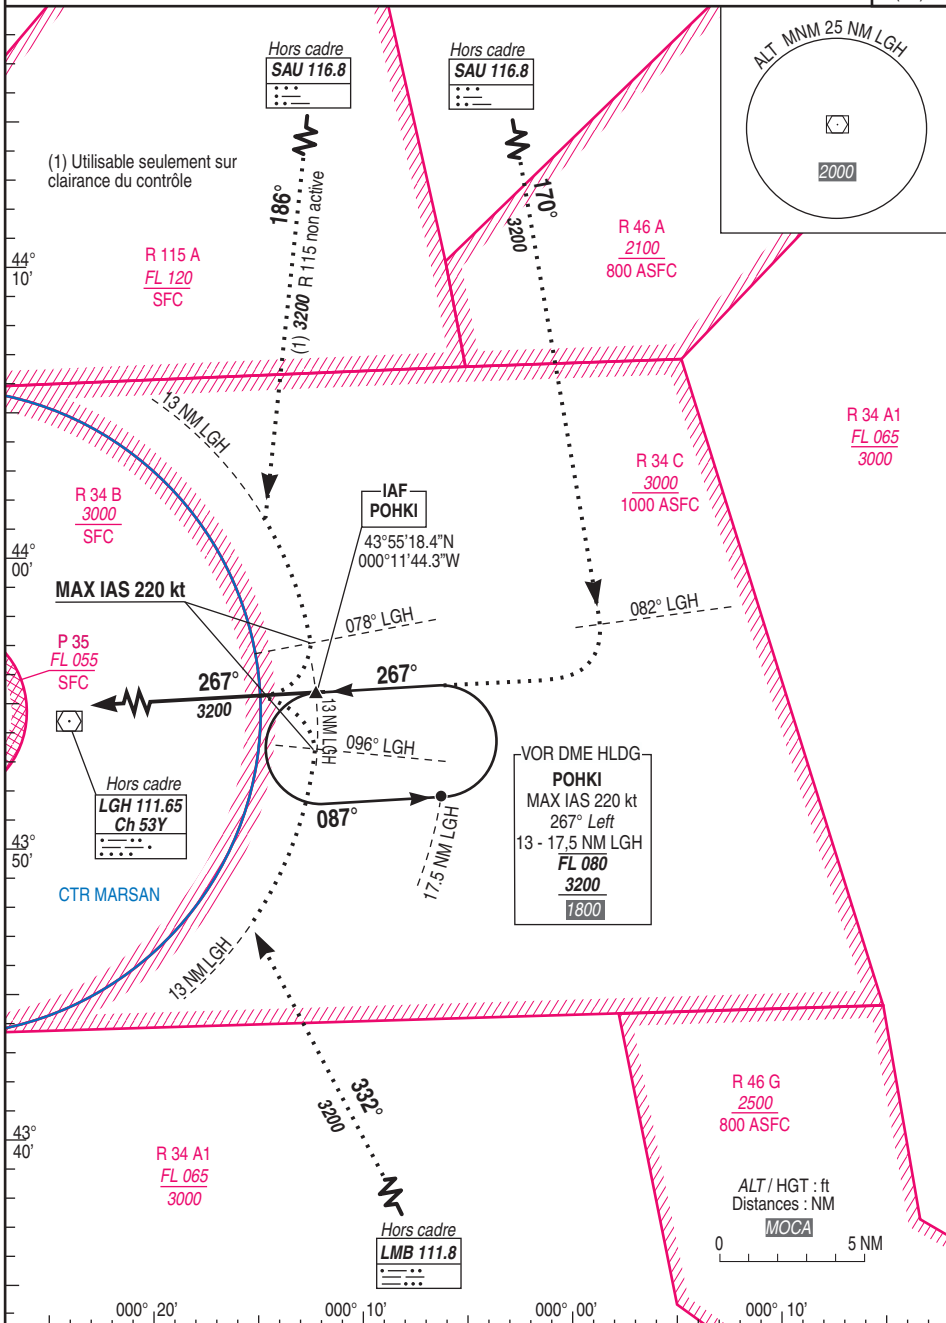 Hors cadre
SAU 116.8
Hors cadre
SAU 116.8
ALT MNM 25 NM LGH
2000
(1) Utilisable seulement sur
clairance du contrôle
186°
(1) 3200 R 115 non active
170°
3200
R 115 A
FL 120
SFC
R 46 A
2100
800 ASFC
44°
10'
13 NM LGH
R 34 A1
FL 065
3000
R 34 C
3000
1000 ASFC
R 34 B
3000
SFC
IAF
POHKI
43°55'18.4"N
000°11'44.3"W
44°
00'
MAX IAS 220 kt
078° LGH
082° LGH
P 35
FL 055
SFC
267°
3200
267°
13 NM LGH
096° LGH
087°
17.5 NM LGH
VOR DME HLDG
POHKI
MAX IAS 220 kt
267° Left
13 - 17,5 NM LGH
FL 080
3200
1800
Hors cadre
LGH 111.65
Ch 53Y
43°
50'
CTR MARSAN
13 NM LGH
332°
3200
R 46 G
2500
800 ASFC
43°
40'
R 34 A1
FL 065
3000
ALT / HGT : ft
Distances : NM
MOCA
0 5 NM
Hors cadre
LMB 111.8
000° 20'
000° 10'
000° 00'
000° 10'